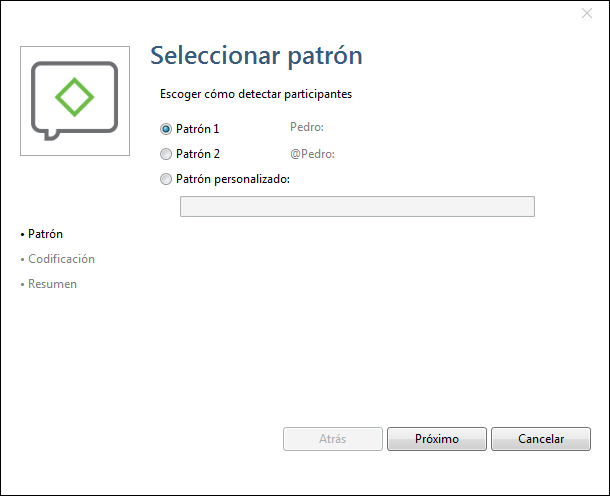 Seleccionar patrón
Escoger cómo detectar participantes
Patrón 1 Pedro:
Patrón 2 @Pedro:
Patrón personalizado:
• Patrón
• Codificación
• Resumen
Atrás Próximo Cancelar